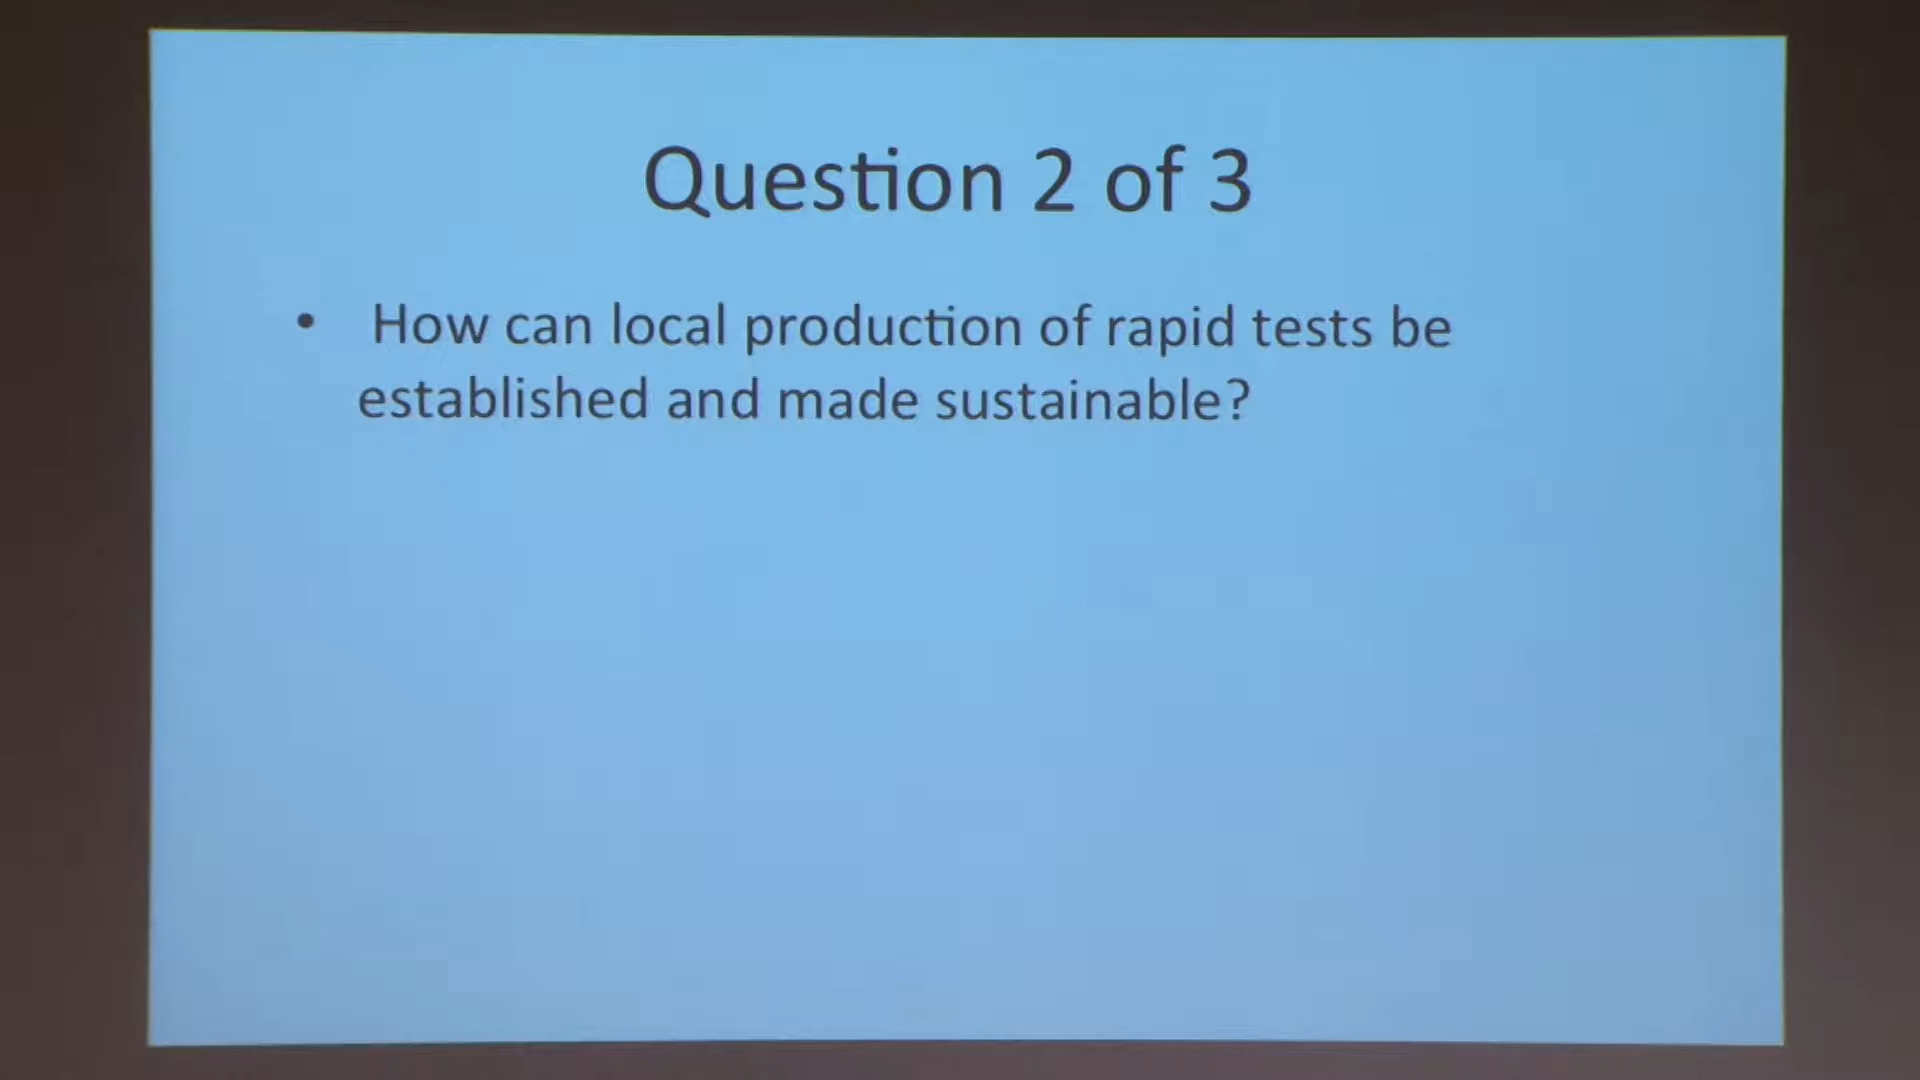 Question 2 of 3
• How can local production of rapid tests be
established and made sustainable?